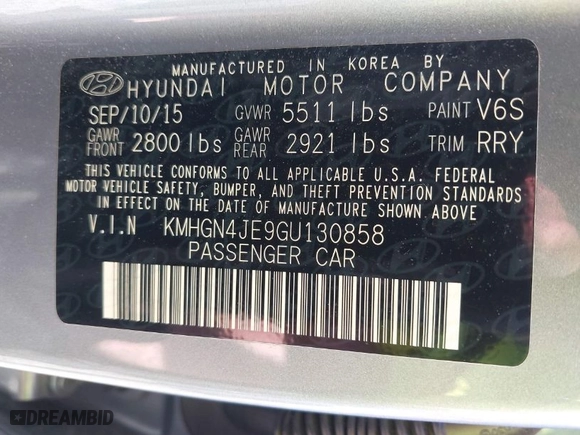 MANUFACTURED IN KOREA BY
HYUNDAI MOTOR COMPANY
SEP/10/15 GVWR 5511 lbs PAINT V6S
GAWR FRONT 2800 lbs GAWR REAR 2921 lbs TRIM RRY
THIS VEHICLE CONFORMS TO ALL APPLICABLE U.S.A. FEDERAL
MOTOR VEHICLE SAFETY, BUMPER, AND THEFT PREVENTION STANDARDS
IN EFFECT ON THE DATE OF MANUFACTURE SHOWN ABOVE
V.I.N KMHGN4JE9GU130858
PASSENGER CAR
DREAMBID